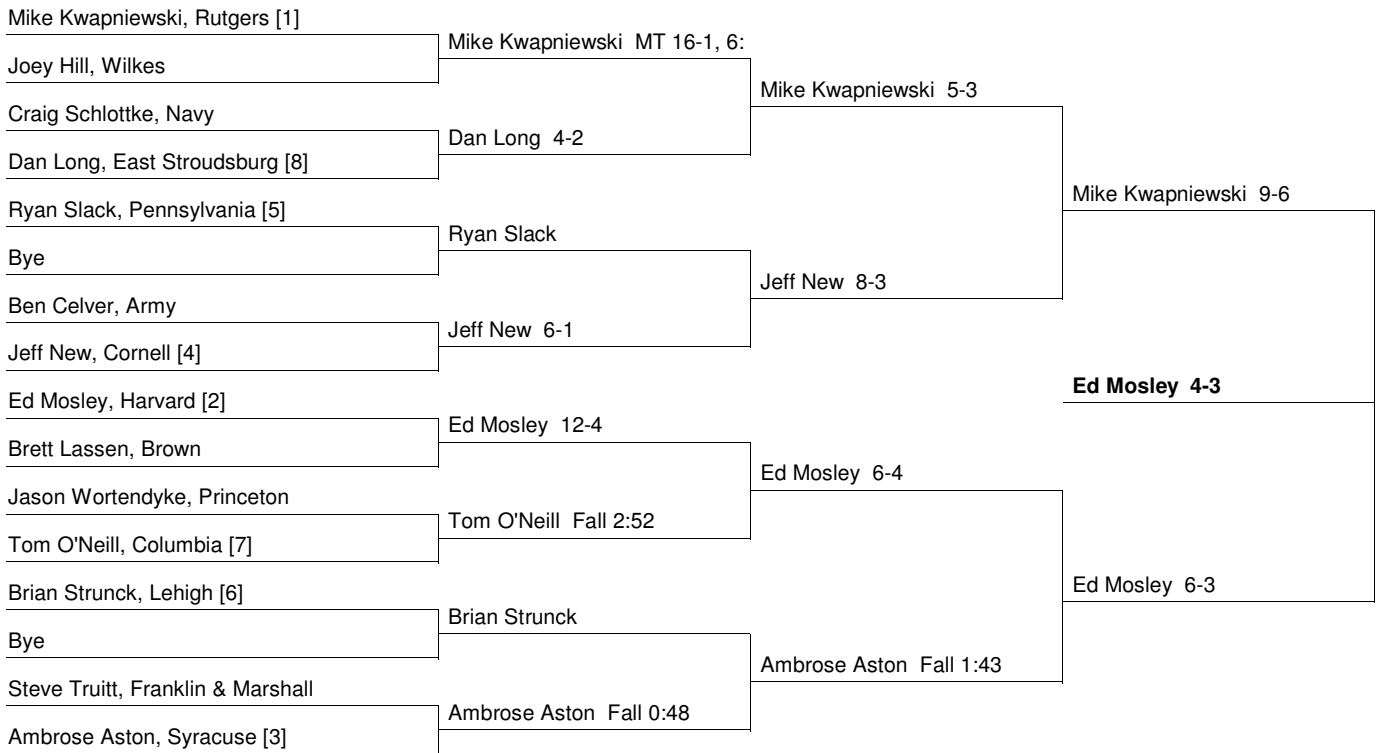 Mike Kwapniewski, Rutgers [1]
Mike Kwapniewski  MT 16-1, 6:
Joey Hill, Wilkes
Mike Kwapniewski  5-3
Craig Schlottke, Navy
Dan Long  4-2
Dan Long, East Stroudsburg [8]
Mike Kwapniewski  9-6
Ryan Slack, Pennsylvania [5]
Ryan Slack
Bye
Jeff New  8-3
Ben Celver, Army
Jeff New  6-1
Jeff New, Cornell [4]
Ed Mosley  4-3
Ed Mosley, Harvard [2]
Ed Mosley  12-4
Brett Lassen, Brown
Ed Mosley  6-4
Jason Wortendyke, Princeton
Tom O'Neill  Fall 2:52
Tom O'Neill, Columbia [7]
Ed Mosley  6-3
Brian Strunck, Lehigh [6]
Brian Strunck
Bye
Ambrose Aston  Fall 1:43
Steve Truitt, Franklin & Marshall
Ambrose Aston  Fall 0:48
Ambrose Aston, Syracuse [3]